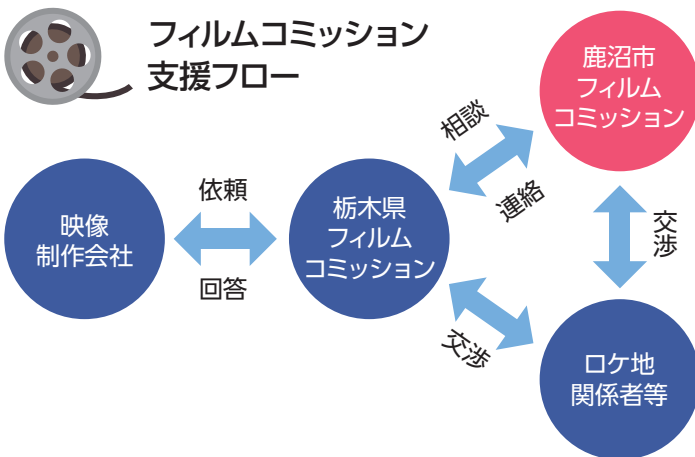 フィルムコミッション
支援フロー
鹿沼市
フィルム
コミッション
相談
連絡
依頼
映像
制作会社
回答
栃木県
フィルム
コミッション
交渉
交渉
ロケ地
関係者等